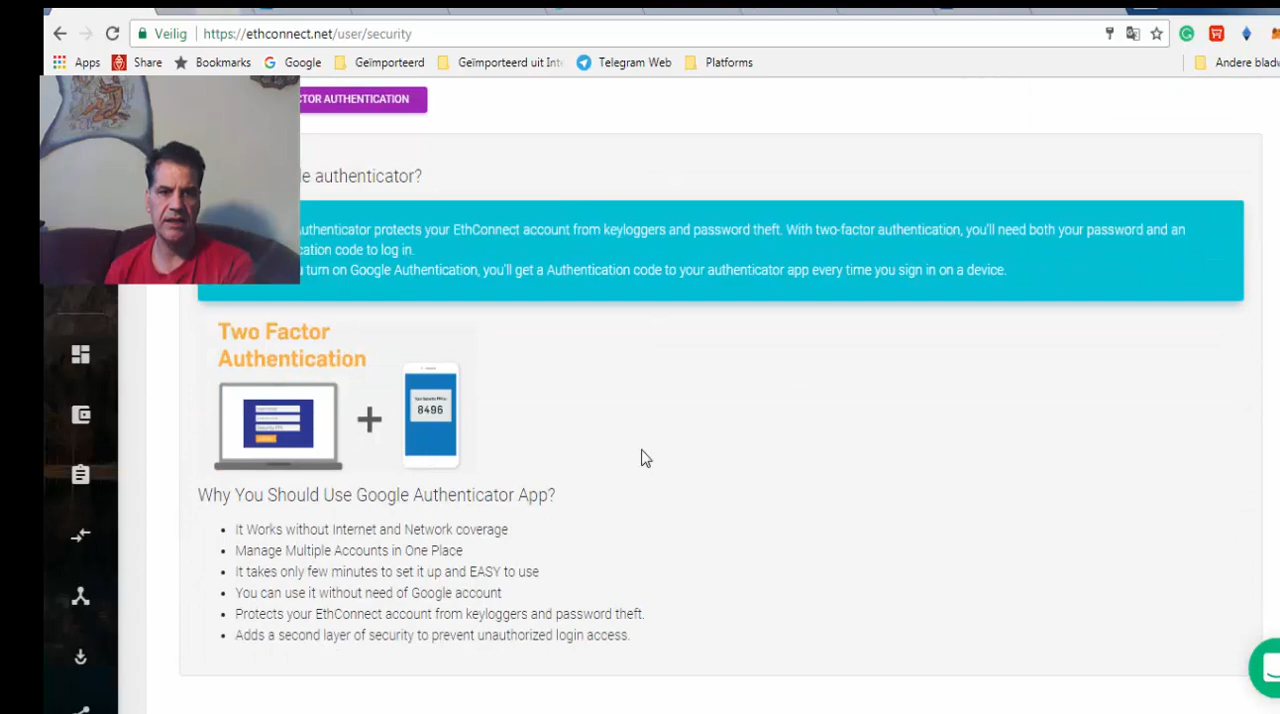 Veilig https://ethconnect.net/user/security
Apps Share Bookmarks Google Geïmporteerd Geïmporteerd uit Int Telegram Web Platforms Andere blad
TOR AUTHENTICATION
e authenticator?
uthenticator protects your EthConnect account from keyloggers and password theft. With two-factor authentication, you'll need both your password and an
cation code to log in.
u turn on Google Authentication, you'll get a Authentication code to your authenticator app every time you sign in on a device.
Two Factor
Authentication
8496
Why You Should Use Google Authenticator App?
• It Works without Internet and Network coverage
• Manage Multiple Accounts in One Place
• It takes only few minutes to set it up and EASY to use
• You can use it without need of Google account
• Protects your EthConnect account from keyloggers and password theft.
• Adds a second layer of security to prevent unauthorized login access.